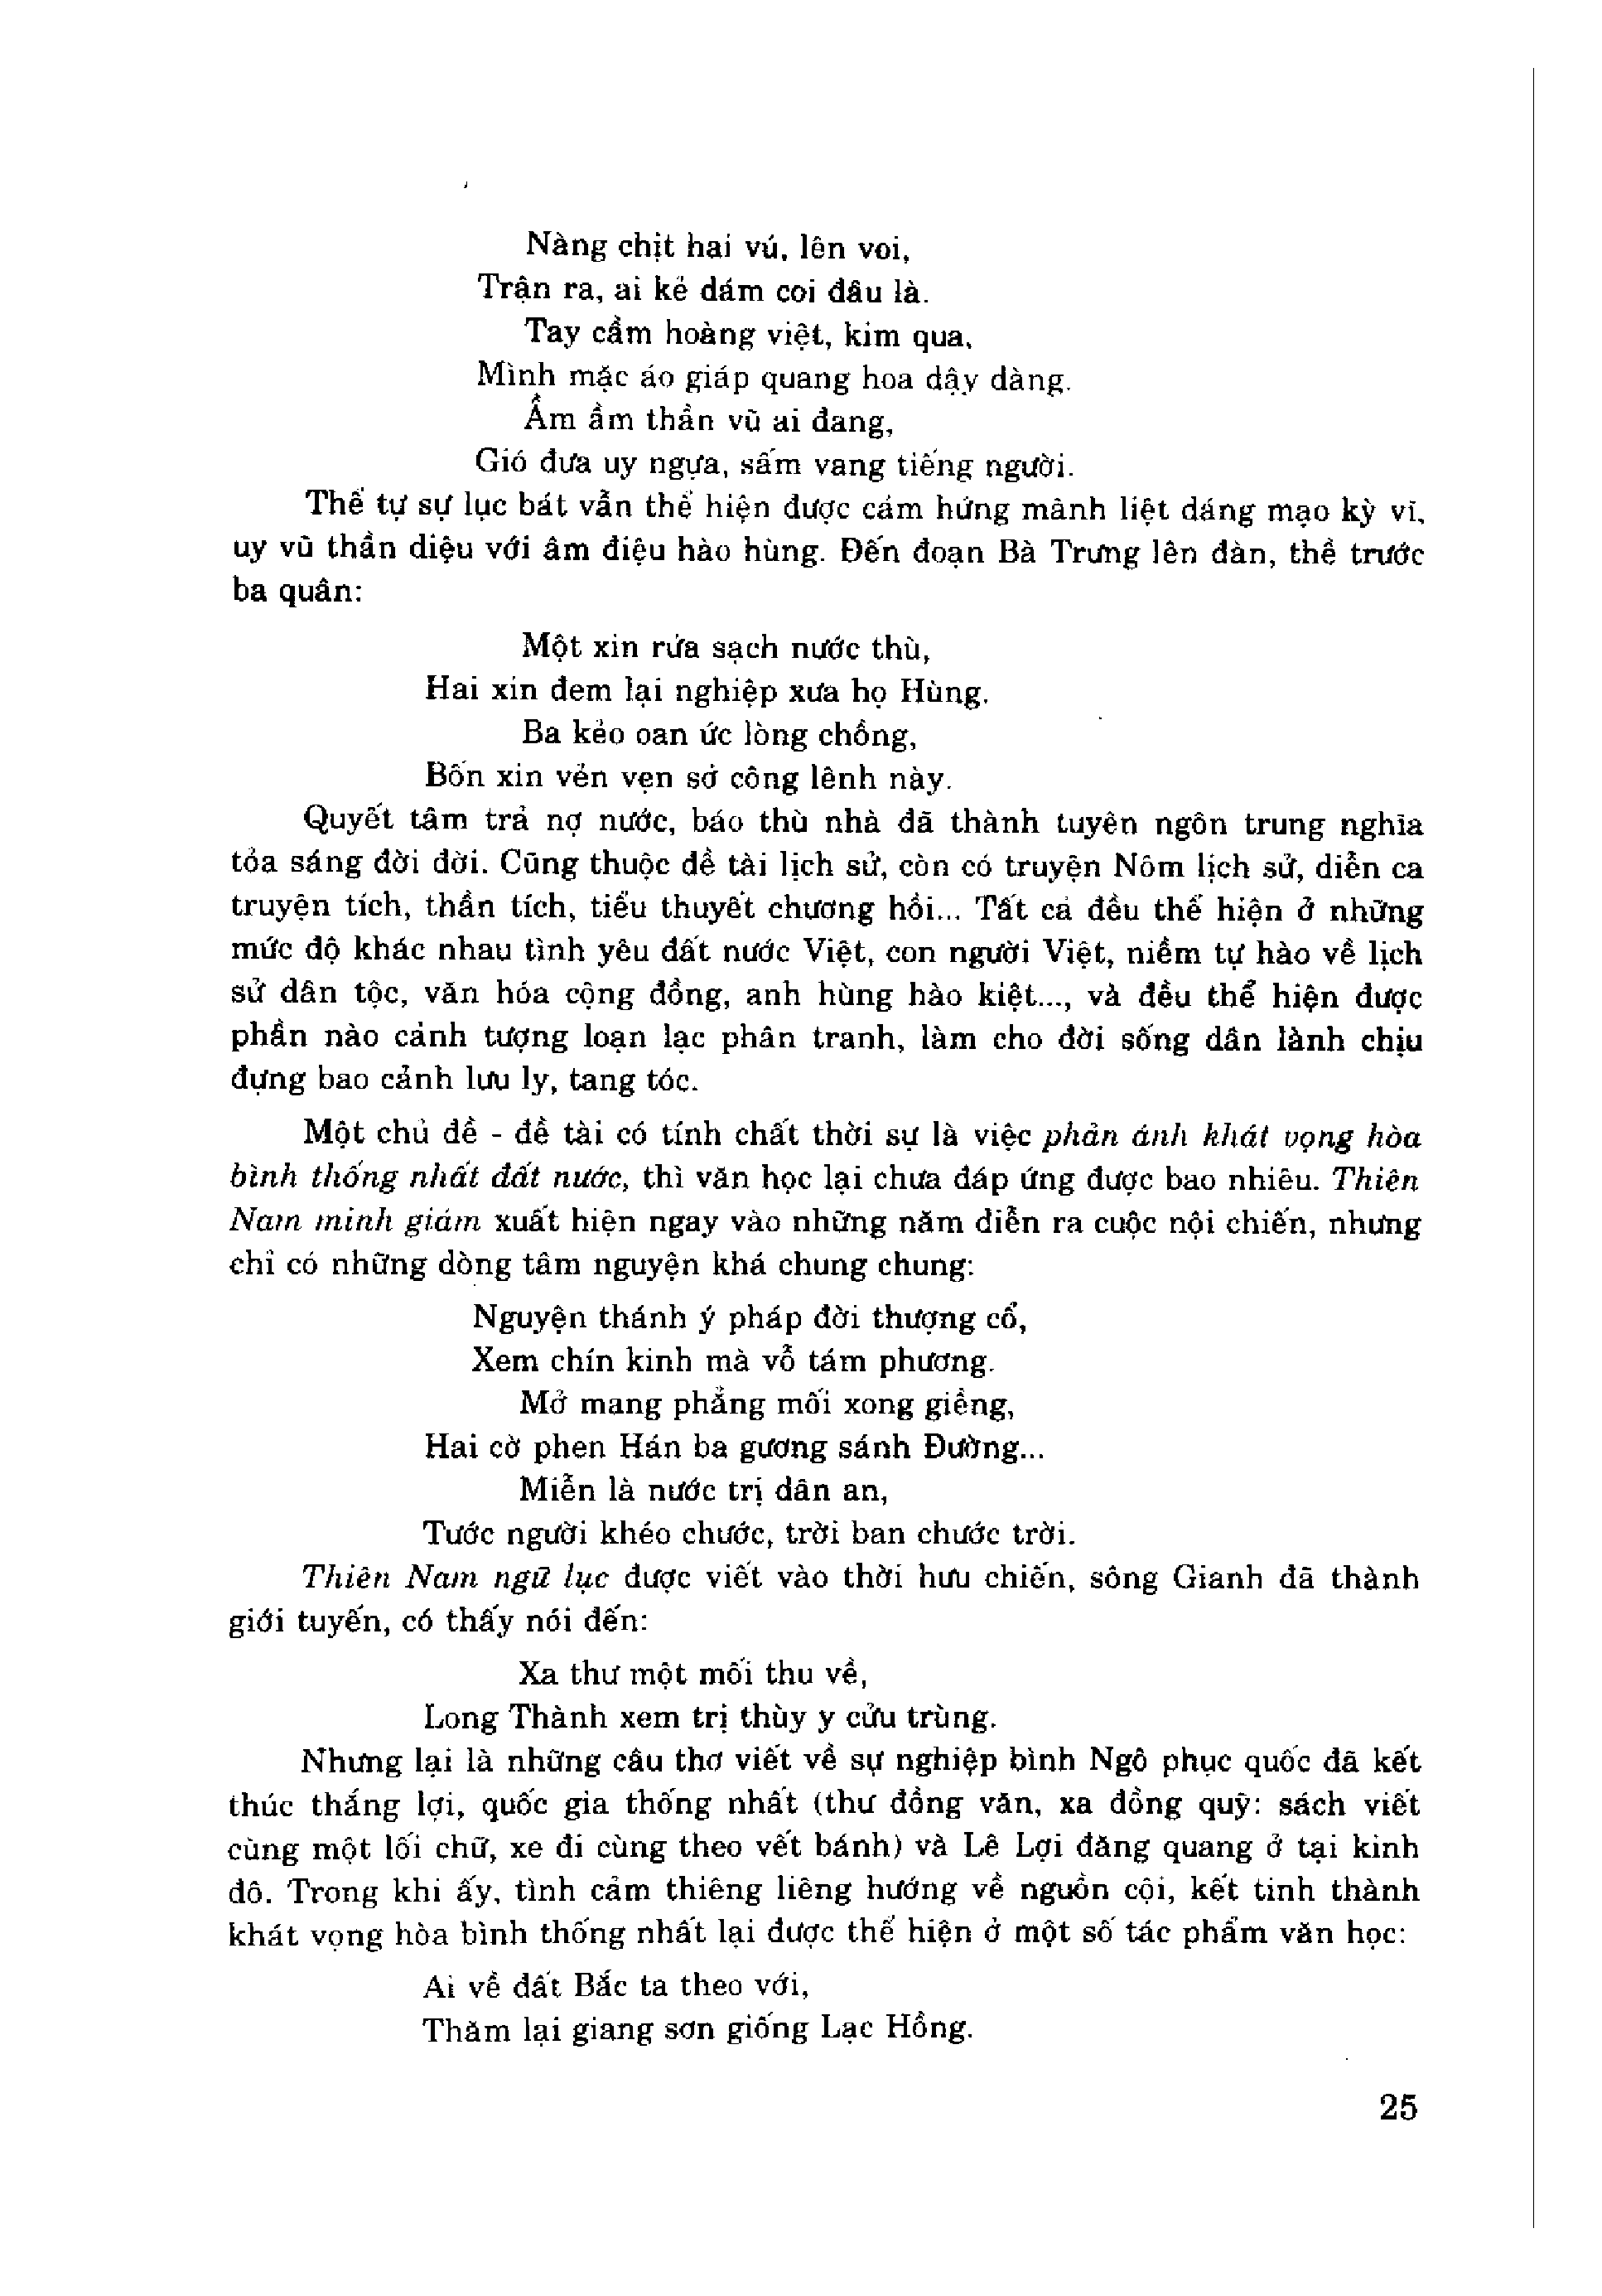 Nàng chịt hai vú, lên voi,
Trận ra, ai kẻ dám coi đâu là.
Tay cầm hoàng việt, kim qua,
Mình mặc áo giáp quang hoa dậy dàng.
Ầm ầm thần vũ ai đang,
Gió đưa uy ngựa, sấm vang tiếng người.
Thể tự sự lục bát vẫn thể hiện được cảm hứng mãnh liệt dáng mạo kỳ vĩ,
uy vũ thần diệu với âm điệu hào hùng. Đến đoạn Bà Trưng lên đàn, thề trước
ba quân:
Một xin rửa sạch nước thù,
Hai xin đem lại nghiệp xưa họ Hùng.
Ba kẻo oan ức lòng chồng,
Bốn xin vẻn vẹn sở công lênh này.
Quyết tâm trả nợ nước, báo thù nhà đã thành tuyên ngôn trung nghĩa
tỏa sáng đời đời. Cũng thuộc đề tài lịch sử, còn có truyện Nôm lịch sử, diễn ca
truyện tích, thần tích, tiểu thuyết chương hồi... Tất cả đều thể hiện ở những
mức độ khác nhau tình yêu đất nước Việt, con người Việt, niềm tự hào về lịch
sử dân tộc, văn hóa cộng đồng, anh hùng hào kiệt..., và đều thể hiện được
phần nào cảnh tượng loạn lạc phân tranh, làm cho đời sống dân lành chịu
đựng bao cảnh lưu ly, tang tóc.
Một chủ đề - đề tài có tính chất thời sự là việc phản ánh khát vọng hòa
bình thống nhất đất nước, thì văn học lại chưa đáp ứng được bao nhiêu. Thiên
Nam minh giám xuất hiện ngay vào những năm diễn ra cuộc nội chiến, nhưng
chỉ có những dòng tâm nguyện khá chung chung:
Nguyện thánh ý pháp đời thượng cổ,
Xem chín kinh mà vỗ tám phương.
Mở mang phẳng mối xong giềng,
Hai cờ phen Hán ba gương sánh Đường...
Miễn là nước trị dân an,
Tước người khéo chước, trời ban chước trời.
Thiên Nam ngữ lục được viết vào thời hưu chiến, sông Gianh đã thành
giới tuyến, có thấy nói đến:
Xa thư một mối thu về,
Long Thành xem trị thùy y cửu trùng.
Nhưng lại là những câu thơ viết về sự nghiệp bình Ngô phục quốc đã kết
thúc thắng lợi, quốc gia thống nhất (thư đồng văn, xa đồng quỹ: sách viết
cùng một lối chữ, xe đi cùng theo vết bánh) và Lê Lợi đăng quang ở tại kinh
đô. Trong khi ấy, tình cảm thiêng liêng hướng về nguồn cội, kết tinh thành
khát vọng hòa bình thống nhất lại được thể hiện ở một số tác phẩm văn học:
Ai về đất Bắc ta theo với,
Thăm lại giang sơn giống Lạc Hồng.
25